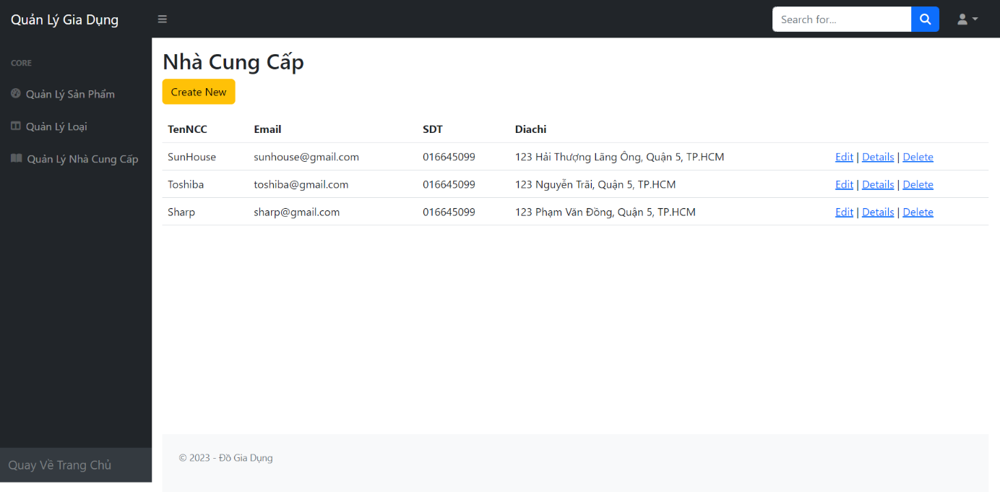 Quản Lý Gia Dụng
Search for...
CORE
Quản Lý Sản Phẩm
Quản Lý Loại
Quản Lý Nhà Cung Cấp
Quay Về Trang Chủ
Nhà Cung Cấp
Create New
TenNCC Email SDT Diachi
SunHouse sunhouse@gmail.com 016645099 123 Hải Thượng Lãng Ông, Quận 5, TP.HCM Edit | Details | Delete
Toshiba toshiba@gmail.com 016645099 123 Nguyễn Trãi, Quận 5, TP.HCM Edit | Details | Delete
Sharp sharp@gmail.com 016645099 123 Phạm Văn Đồng, Quận 5, TP.HCM Edit | Details | Delete
© 2023 - Đồ Gia Dụng